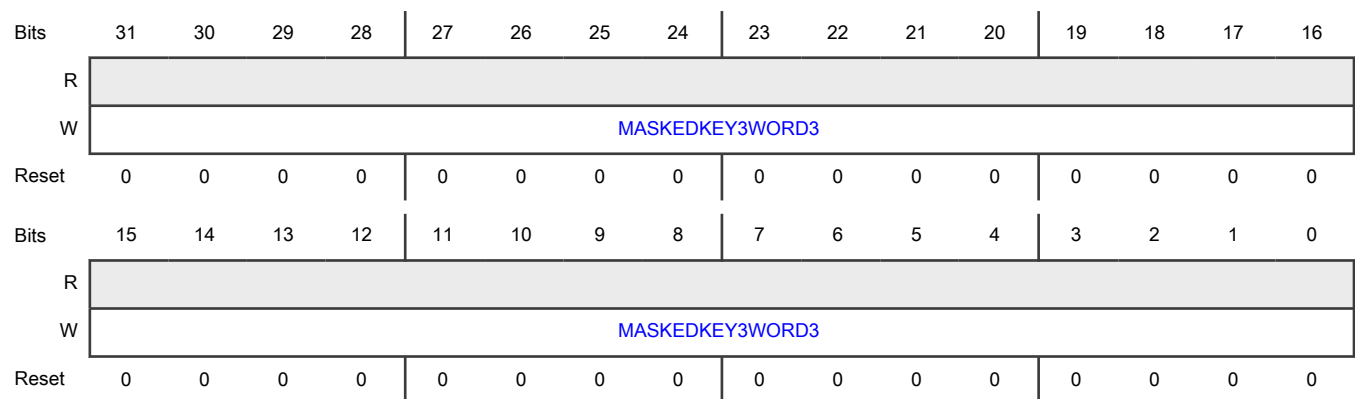 Bits 31 30 29 28 27 26 25 24 23 22 21 20 19 18 17 16
R
W MASKEDKEY3WORD3
Reset 0 0 0 0 0 0 0 0 0 0 0 0 0 0 0 0
Bits 15 14 13 12 11 10 9 8 7 6 5 4 3 2 1 0
R
W MASKEDKEY3WORD3
Reset 0 0 0 0 0 0 0 0 0 0 0 0 0 0 0 0